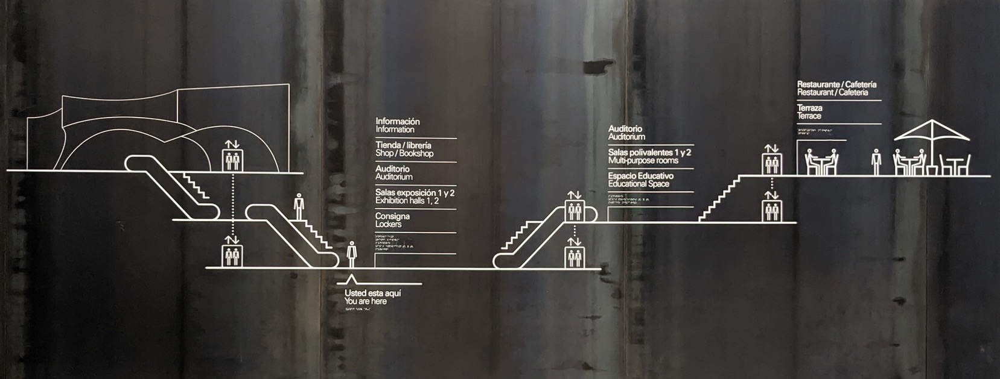 Información
Information
Tienda / librería
Shop / Bookshop
Auditorio
Auditorium
Salas exposición 1 y 2
Exhibition halls 1, 2
Consigna
Lockers
Usted esta aquí
You are here
Auditorio
Auditorium
Salas polivalentes 1 y 2
Multi-purpose rooms
Espacio Educativo
Educational Space
Restaurante / Cafetería
Restaurant / Cafeteria
Terraza
Terrace